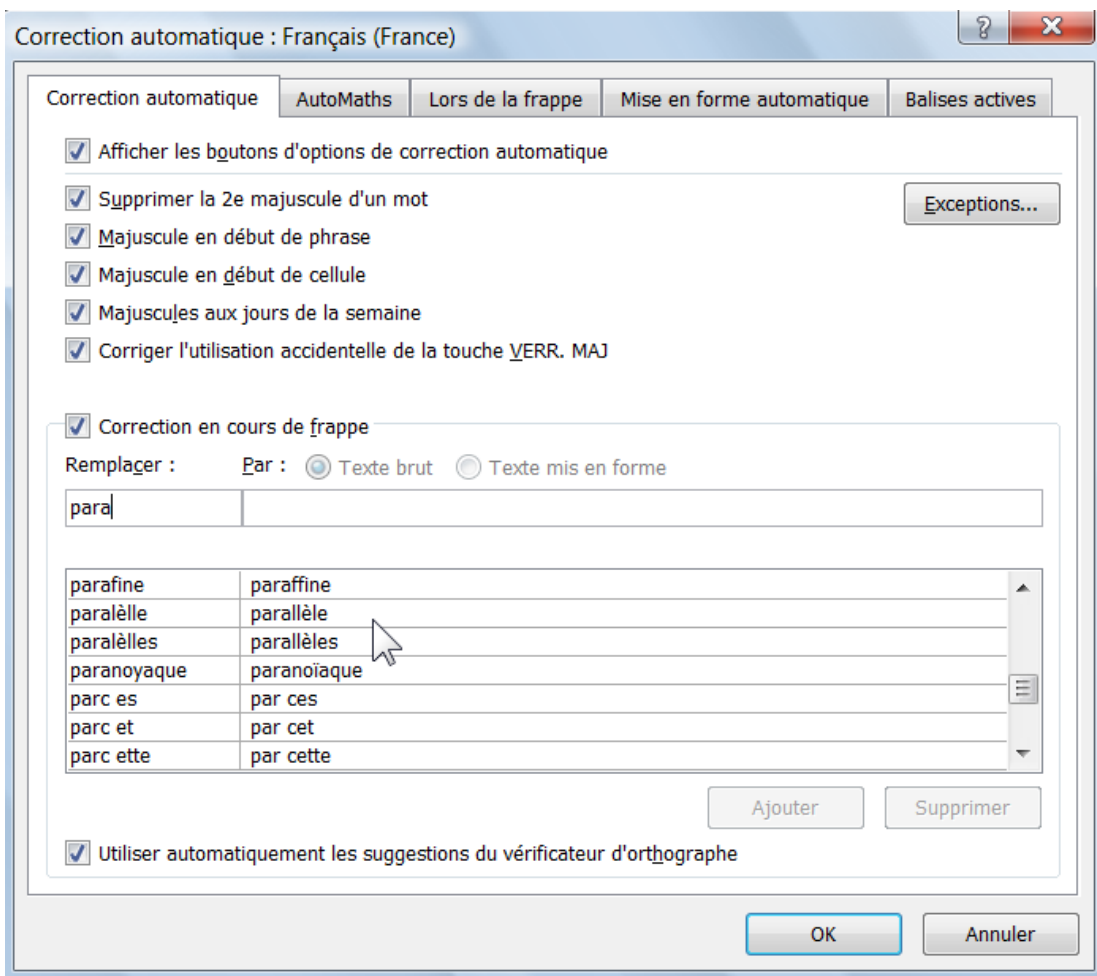 Correction automatique : Français (France)
Correction automatique AutoMaths Lors de la frappe Mise en forme automatique Balises actives
Afficher les boutons d'options de correction automatique
Supprimer la 2e majuscule d'un mot
Exceptions...
Majuscule en début de phrase
Majuscule en début de cellule
Majuscules aux jours de la semaine
Corriger l'utilisation accidentelle de la touche VERR. MAJ
Correction en cours de frappe
Remplacer : Par : Texte brut Texte mis en forme
para
parafine paraffine
paralèlle parallèle
paralèlles parallèles
paranoyaque paranoïaque
parc es par ces
parc et par cet
parc ette par cette
Ajouter Supprimer
Utiliser automatiquement les suggestions du vérificateur d'orthographe
OK Annuler